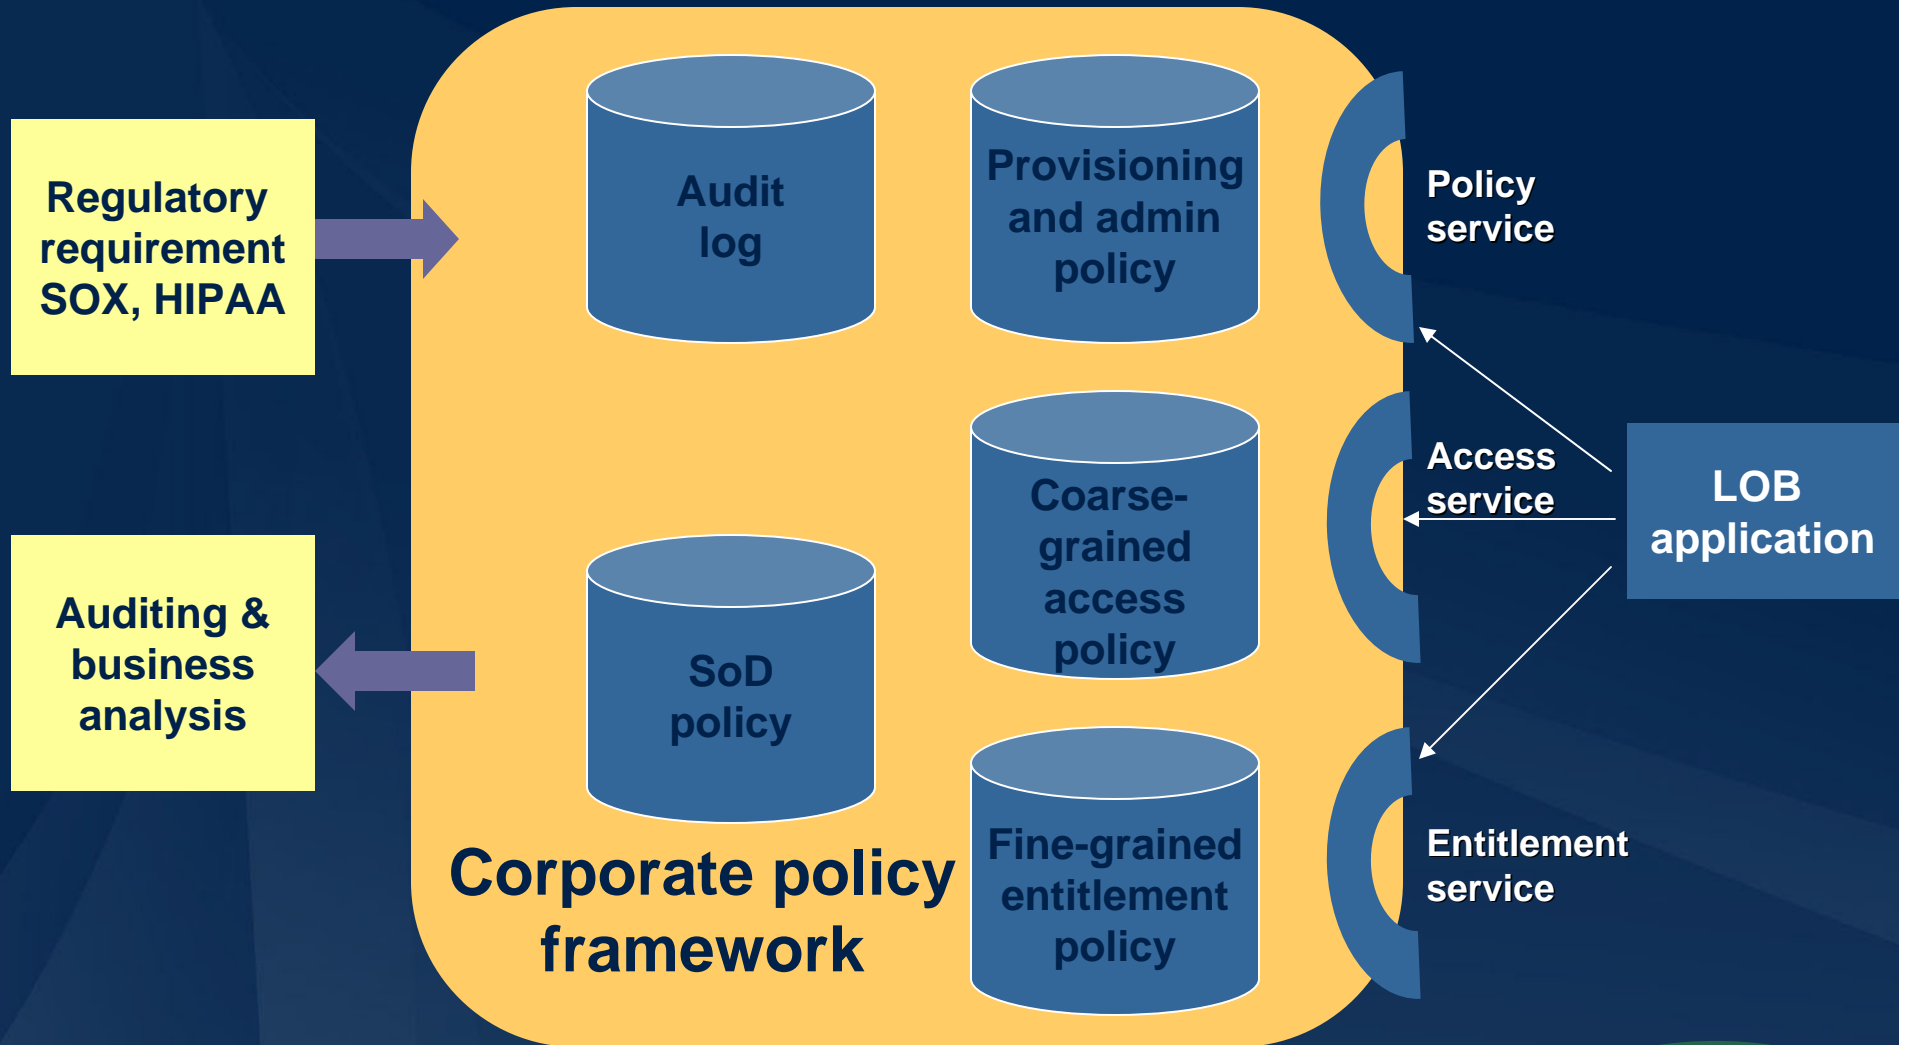 Regulatory
requirement
SOX, HIPAA
Auditing &
business
analysis
Audit
log
SoD
policy
Corporate policy
framework
Provisioning
and admin
policy
Coarse-
grained
access
policy
Fine-grained
entitlement
policy
Policy
service
Access
service
Entitlement
service
LOB
application